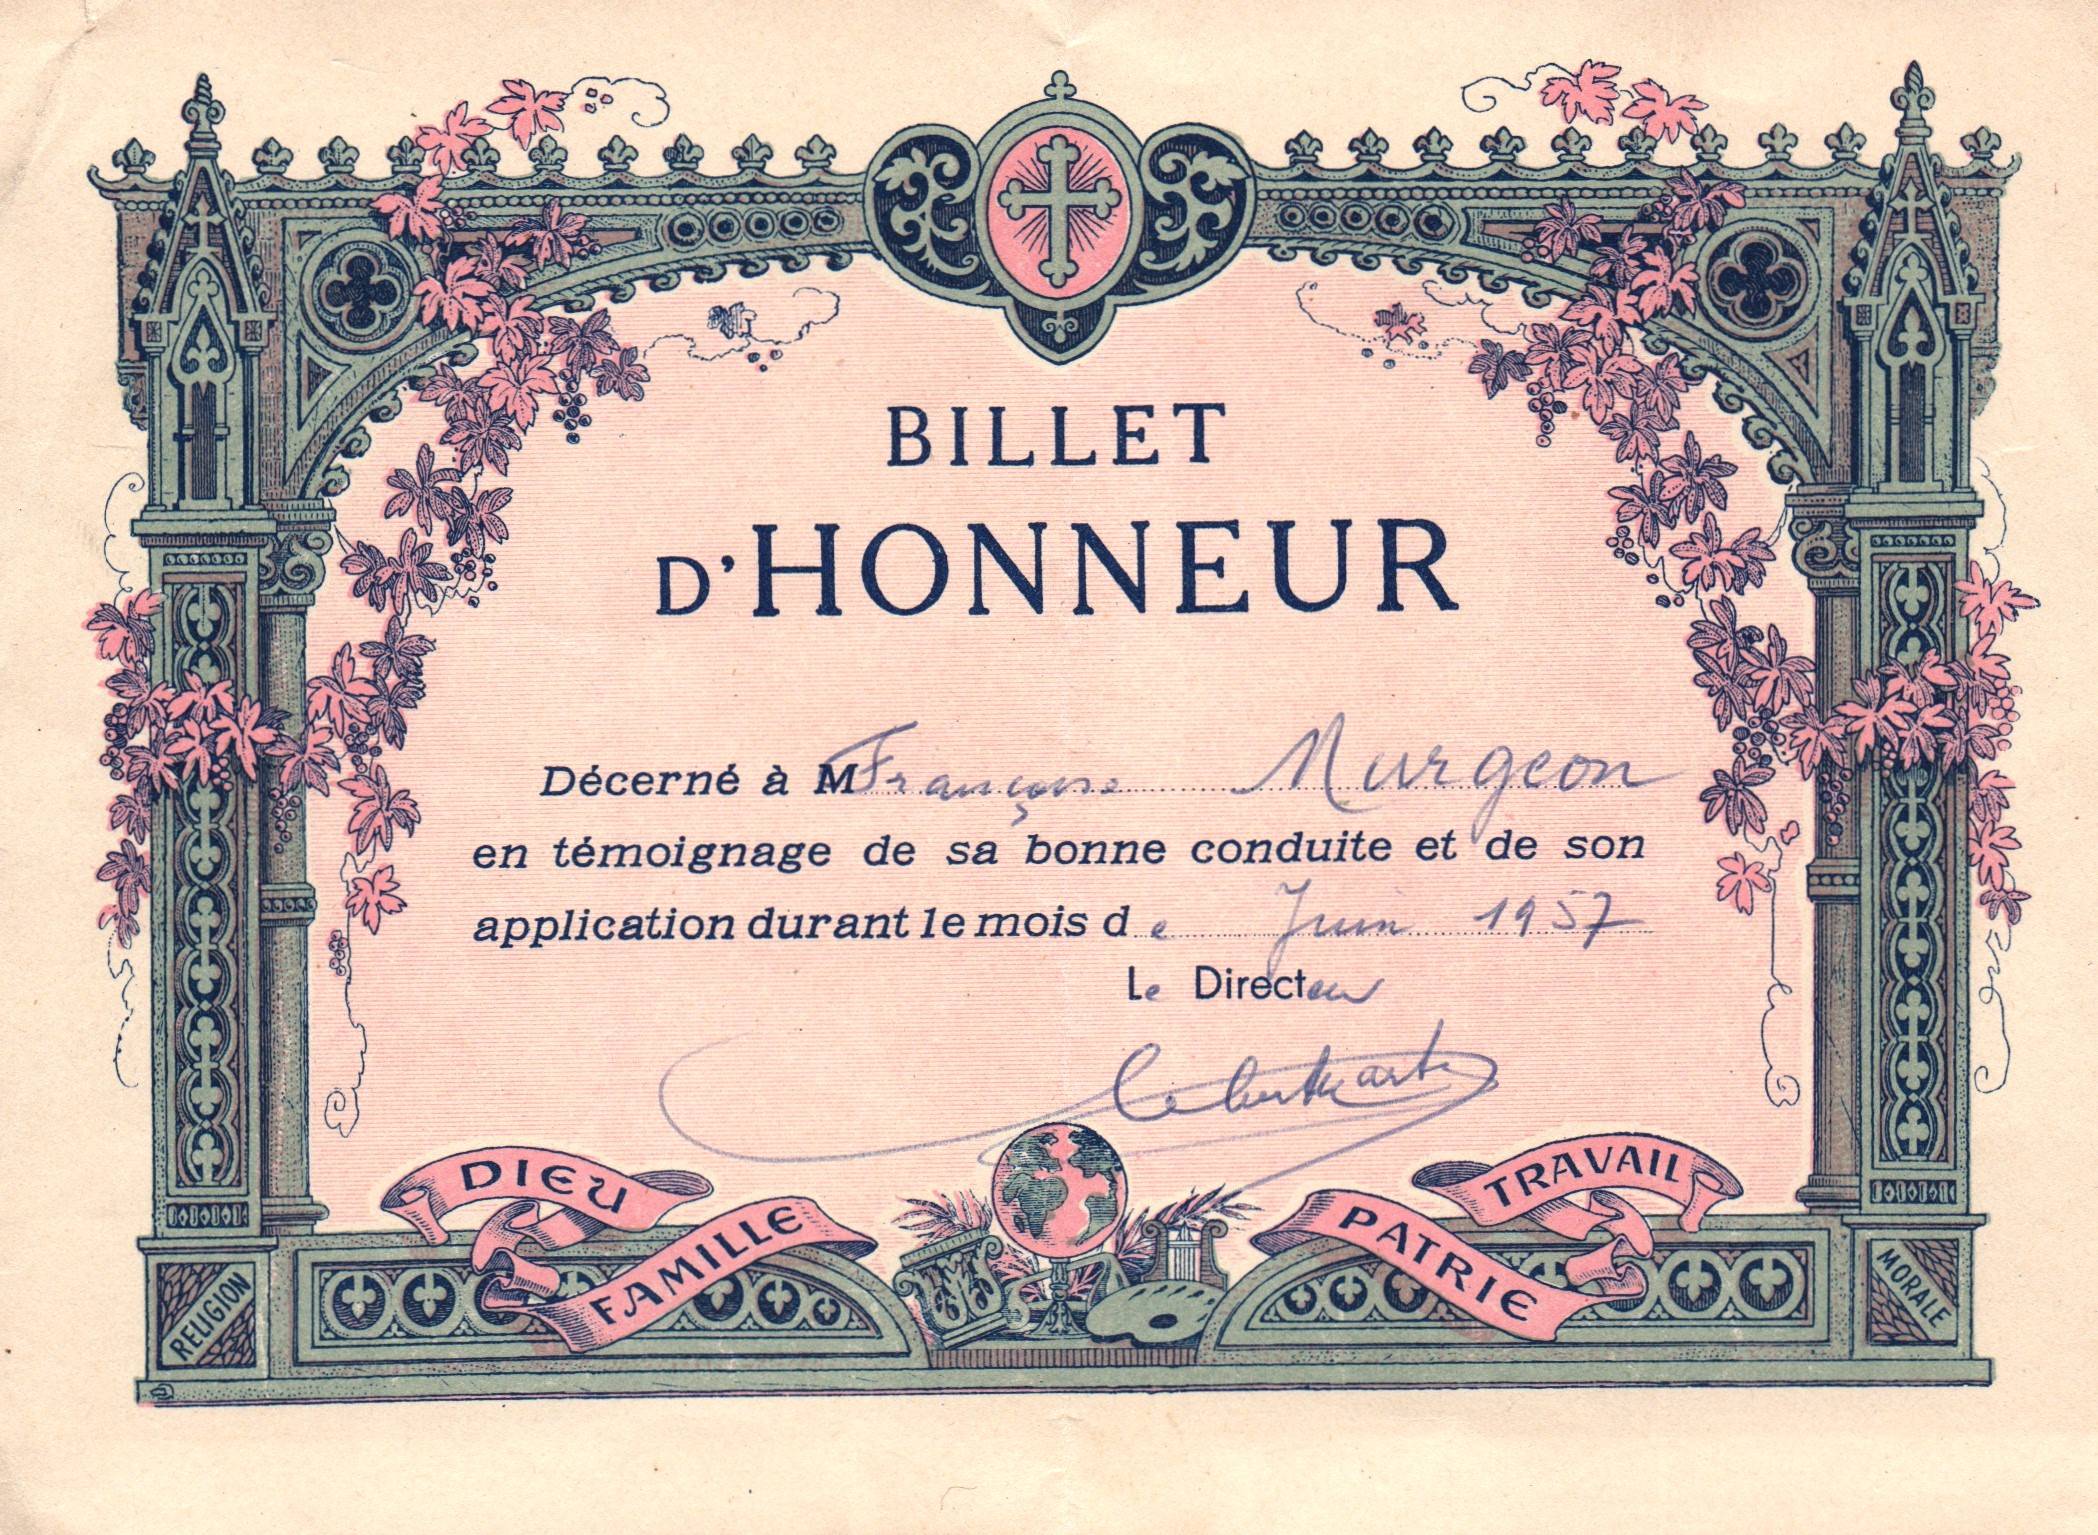 BILLET
D'HONNEUR
Décerné à M Françoise Murgeon
en témoignage de sa bonne conduite et de son
application durant le mois de Juin 1957
Le Directeur
DIEU
FAMILLE
TRAVAIL
PATRIE
RELIGION
MORALE